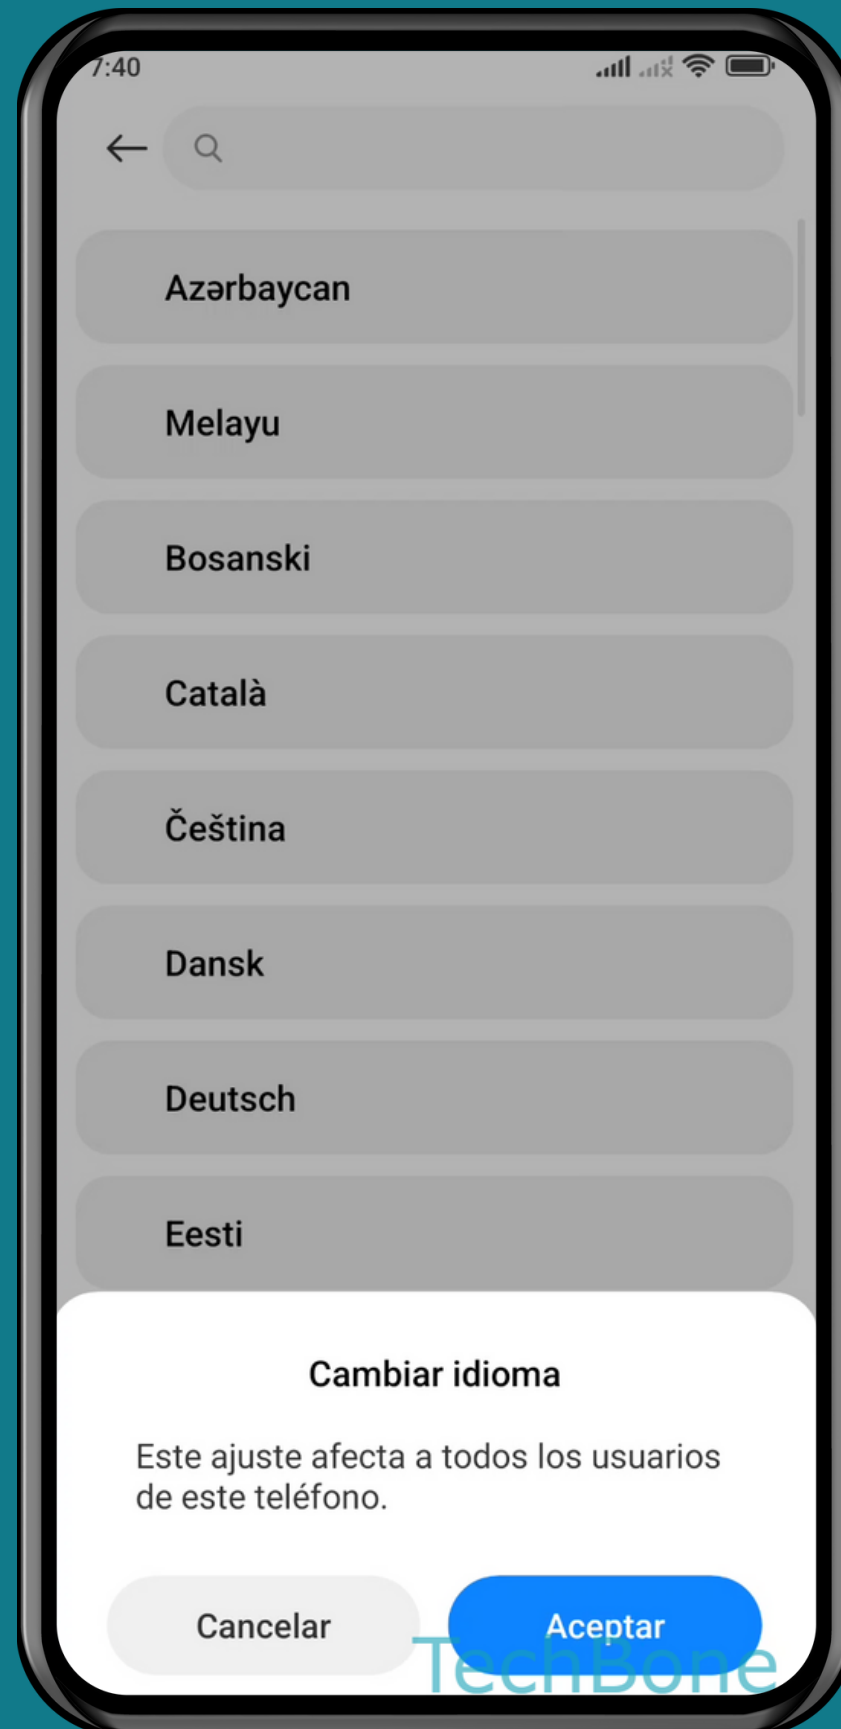 7:40
Azərbaycan
Melayu
Bosanski
Català
Čeština
Dansk
Deutsch
Eesti
Cambiar idioma
Este ajuste afecta a todos los usuarios
de este teléfono.
Cancelar
Aceptar
TechBone